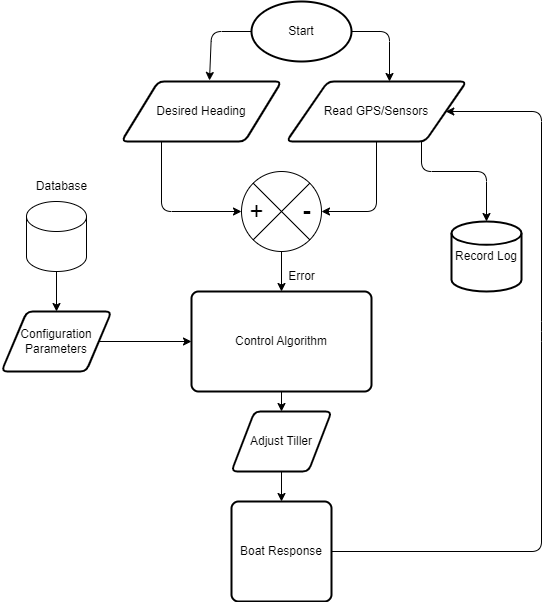 Start
Desired Heading
Read GPS/Sensors
Database
+
-
Record Log
Error
Configuration
Parameters
Control Algorithm
Adjust Tiller
Boat Response